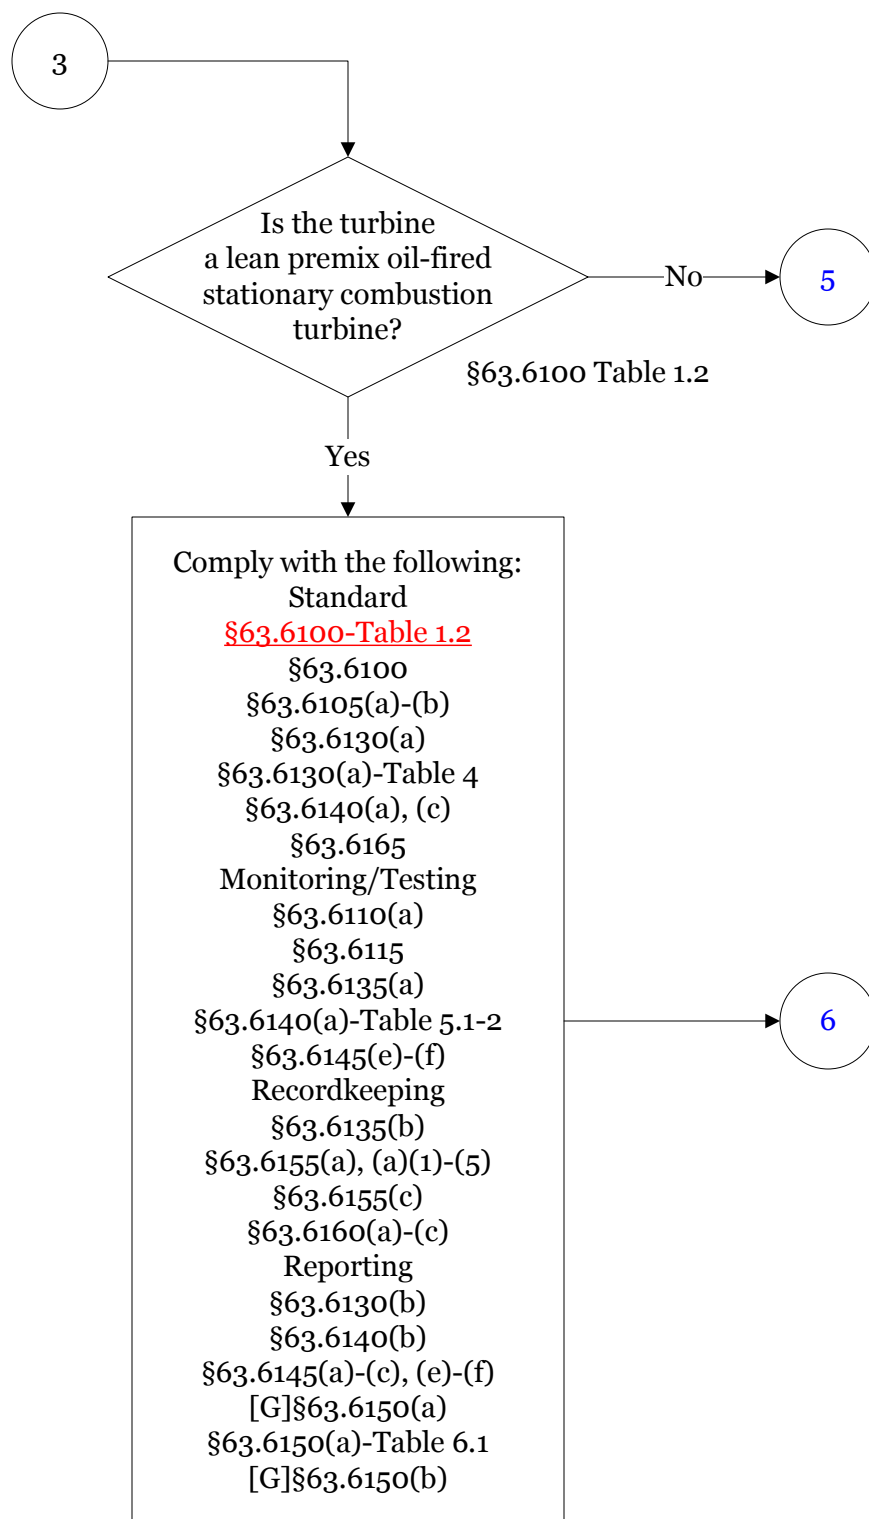 3
Is the turbine
a lean premix oil-fired
stationary combustion
turbine?
No
5
§63.6100 Table 1.2
Yes
Comply with the following:
Standard
§63.6100-Table 1.2
§63.6100
§63.6105(a)-(b)
§63.6130(a)
§63.6130(a)-Table 4
§63.6140(a), (c)
§63.6165
Monitoring/Testing
§63.6110(a)
§63.6115
§63.6135(a)
§63.6140(a)-Table 5.1-2
§63.6145(e)-(f)
Recordkeeping
§63.6135(b)
§63.6155(a), (a)(1)-(5)
§63.6155(c)
§63.6160(a)-(c)
Reporting
§63.6130(b)
§63.6140(b)
§63.6145(a)-(c), (e)-(f)
[G]§63.6150(a)
§63.6150(a)-Table 6.1
[G]§63.6150(b)
6